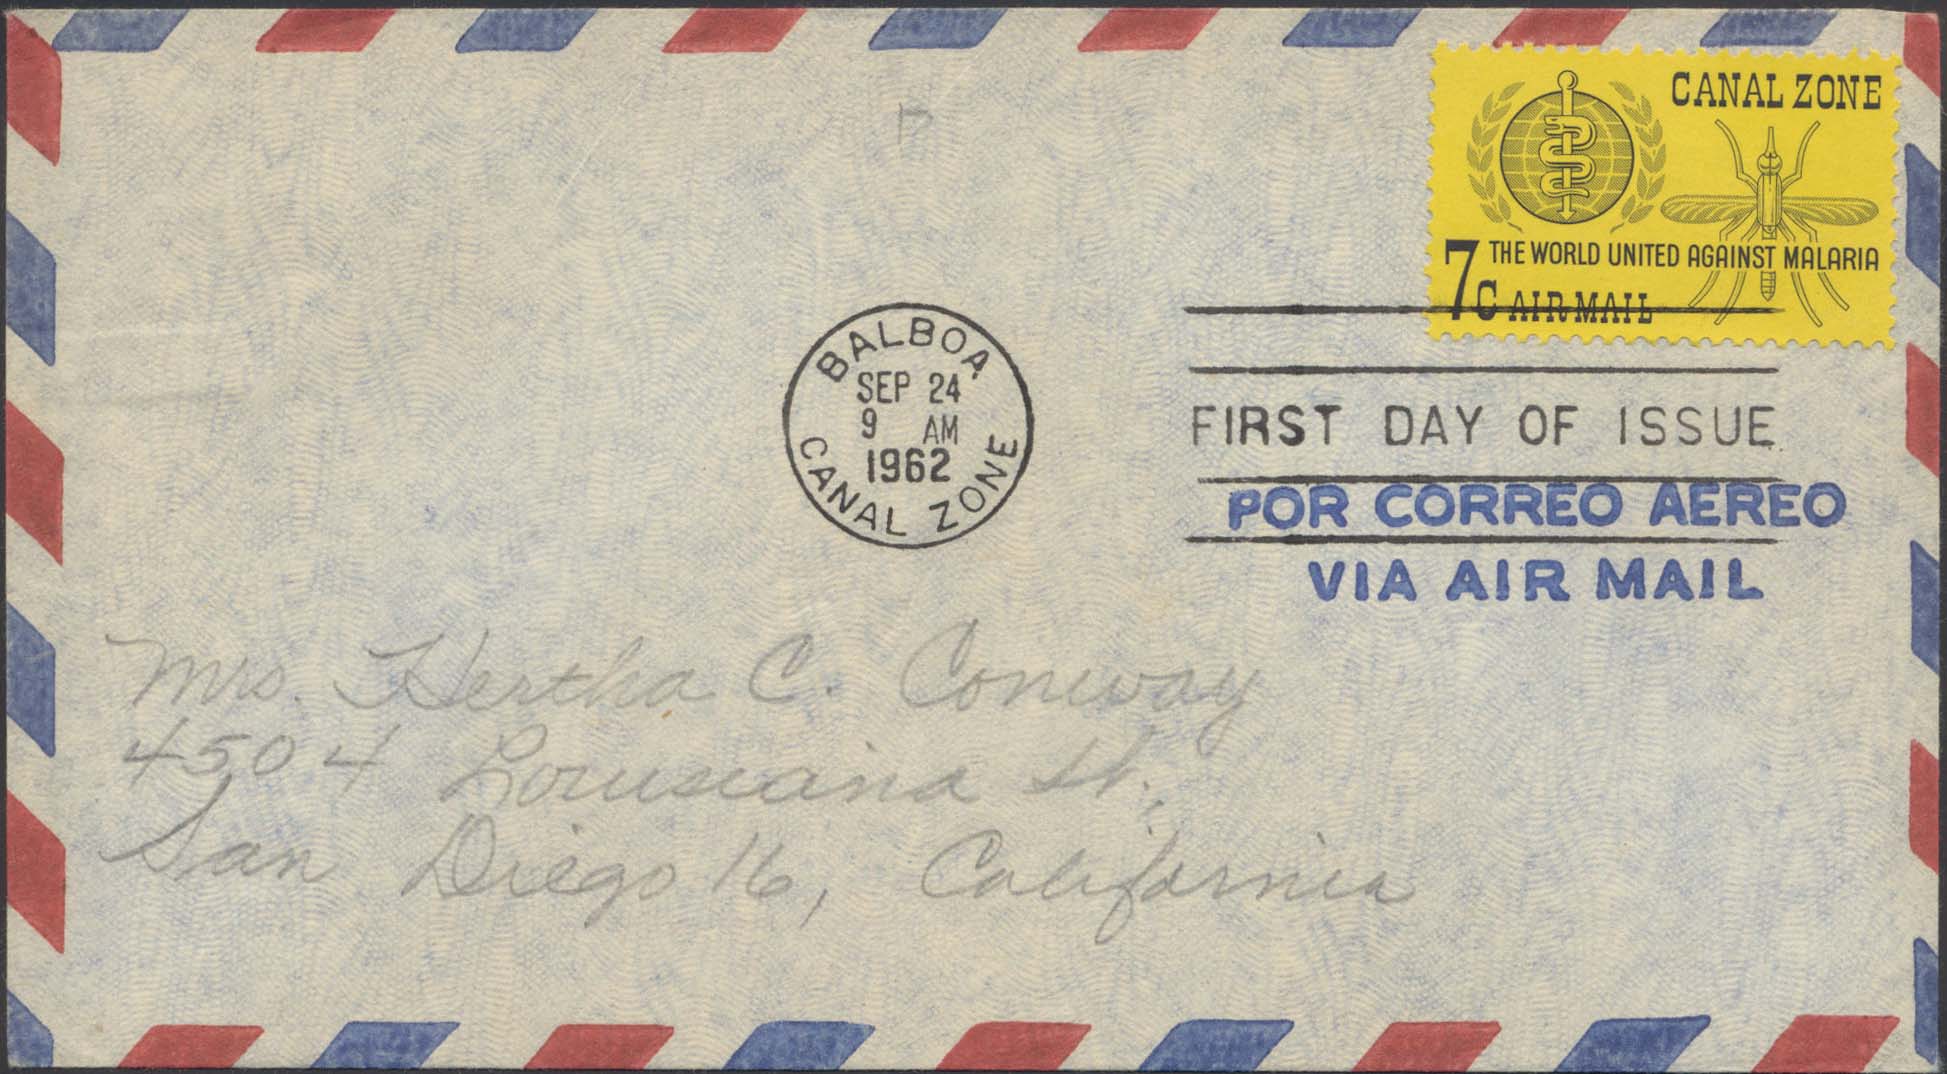 CANAL ZONE
7c THE WORLD UNITED AGAINST MALARIA
AIR MAIL
BALBOA
SEP 24
9 AM
1962
CANAL ZONE
FIRST DAY OF ISSUE
POR CORREO AEREO
VIA AIR MAIL
Mrs. Hertha C. Conway
4504 Louisiana St.
San Diego 16, California